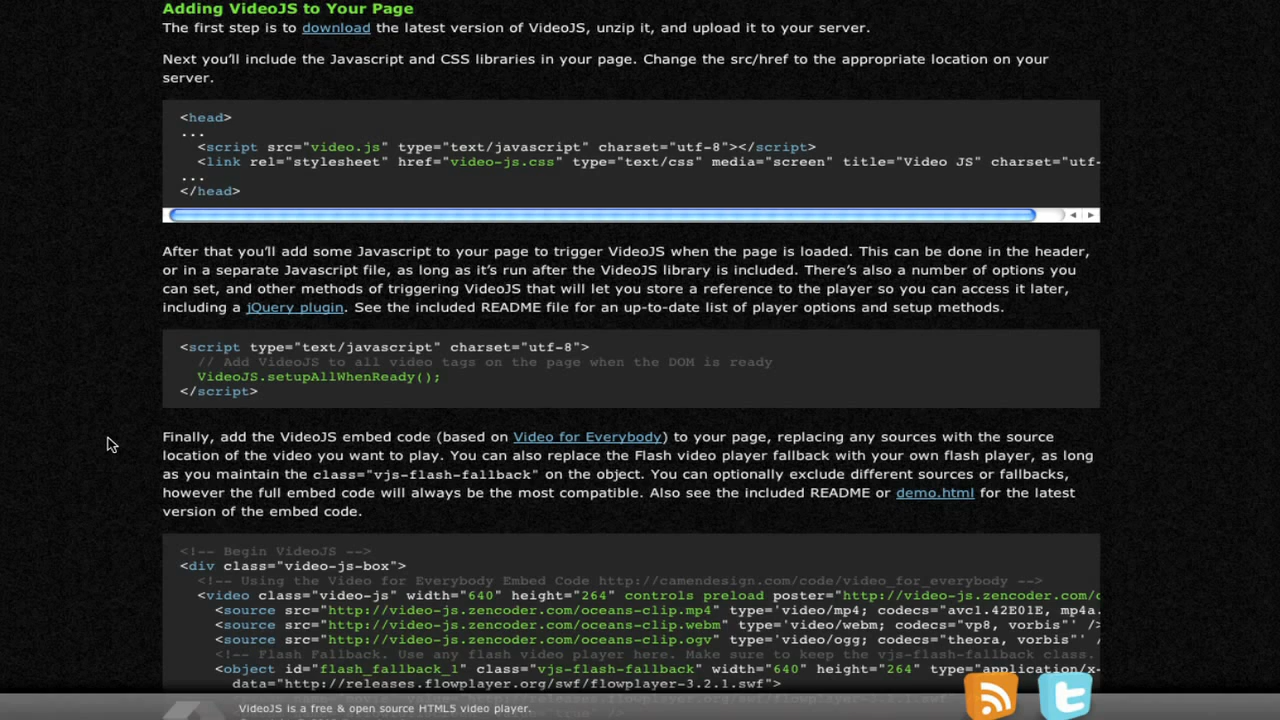 Adding VideoJS to Your Page
The first step is to download the latest version of VideoJS, unzip it, and upload it to your server.
Next you'll include the Javascript and CSS libraries in your page. Change the src/href to the appropriate location on your
server.
<head>
...
<script src="video.js" type="text/javascript" charset="utf-8"></script>
<link rel="stylesheet" href="video-js.css" type="text/css" media="screen" title="Video JS" charset="utf-
...
</head>
After that you'll add some Javascript to your page to trigger VideoJS when the page is loaded. This can be done in the header,
or in a separate Javascript file, as long as it's run after the VideoJS library is included. There's also a number of options you
can set, and other methods of triggering VideoJS that will let you store a reference to the player so you can access it later,
including a jQuery plugin. See the included README file for an up-to-date list of player options and setup methods.
<script type="text/javascript" charset="utf-8">
// Add VideoJS to all video tags on the page when the DOM is ready
VideoJS.setupAllWhenReady();
</script>
Finally, add the VideoJS embed code (based on Video for Everybody) to your page, replacing any sources with the source
location of the video you want to play. You can also replace the Flash video player fallback with your own flash player, as long
as you maintain the class="vjs-flash-fallback" on the object. You can optionally exclude different sources or fallbacks,
however the full embed code will always be the most compatible. Also see the included README or demo.html for the latest
version of the embed code.
<!-- Begin VideoJS -->
<div class="video-js-box">
<!-- Using the Video for Everybody Embed Code http://camendesign.com/code/video_for_everybody -->
<video class="video-js" width="640" height="264" controls preload poster="http://video-js.zencoder.com/c
<source src="http://video-js.zencoder.com/oceans-clip.mp4" type='video/mp4; codecs="avc1.42E01E, mp4a.
<source src="http://video-js.zencoder.com/oceans-clip.webm" type='video/webm; codecs="vp8, vorbis"' />
<source src="http://video-js.zencoder.com/oceans-clip.ogv" type='video/ogg; codecs="theora, vorbis"' /
<!-- Flash Fallback. Use any flash video player here. Make sure to keep the vjs-flash-fallback class.
<object id="flash_fallback_1" class="vjs-flash-fallback" width="640" height="264" type="application/x-
data="http://releases.flowplayer.org/swf/flowplayer-3.2.1.swf">
VideoJS is a free & open source HTML5 video player.